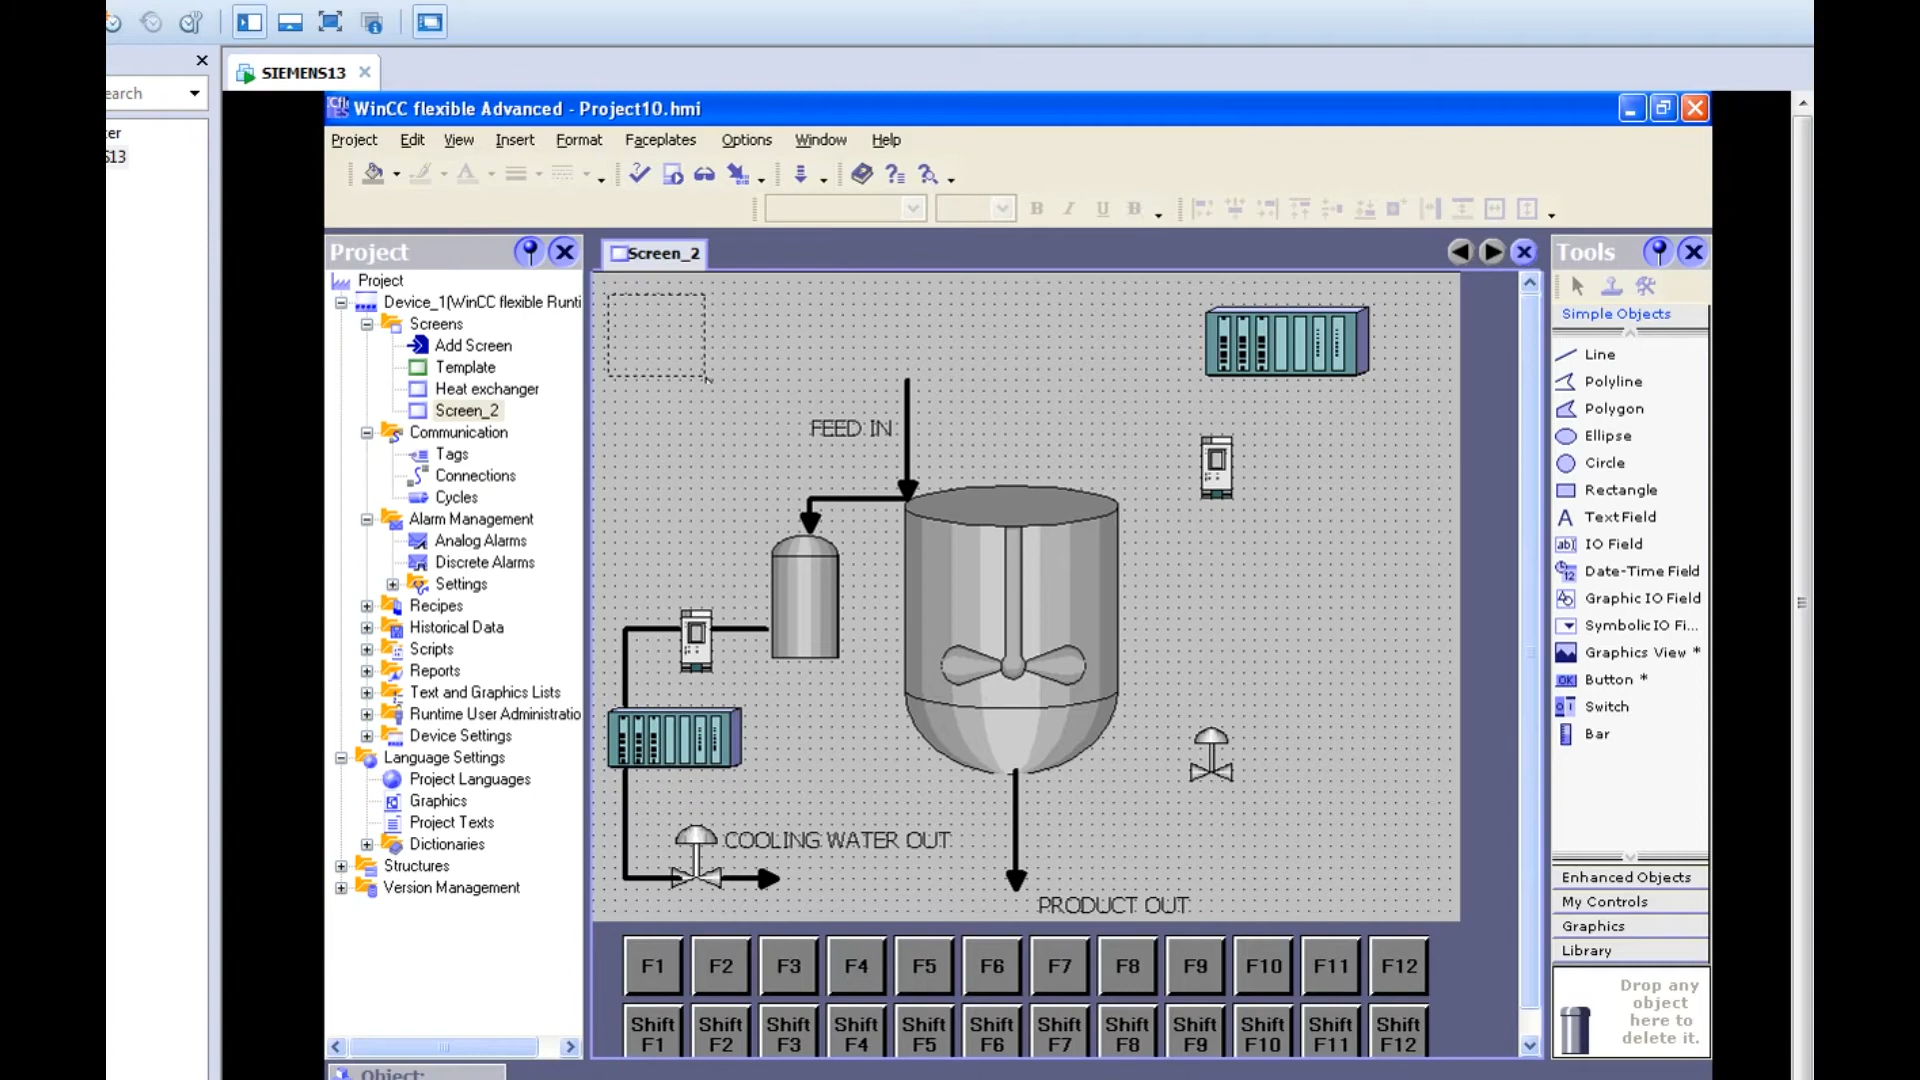 SIEMENS13
earch
ter
S13
WinCC flexible Advanced - Project10.hmi
Project Edit View Insert Format Faceplates Options Window Help
B I U B
Project
Project
Device_1(WinCC flexible Runti
Screens
Add Screen
Template
Heat exchanger
Screen_2
Communication
Tags
Connections
Cycles
Alarm Management
Analog Alarms
Discrete Alarms
Settings
Recipes
Historical Data
Scripts
Reports
Text and Graphics Lists
Runtime User Administratio
Device Settings
Language Settings
Project Languages
Graphics
Project Texts
Dictionaries
Structures
Version Management
Object:
Screen_2
FEED IN
COOLING WATER OUT
PRODUCT OUT
F1 F2 F3 F4 F5 F6 F7 F8 F9 F10 F11 F12
Shift Shift Shift Shift Shift Shift Shift Shift Shift Shift Shift Shift
F1 F2 F3 F4 F5 F6 F7 F8 F9 F10 F11 F12
Tools
Simple Objects
Line
Polyline
Polygon
Ellipse
Circle
Rectangle
TextField
IO Field
Date-Time Field
Graphic IO Field
Symbolic IO Fi...
Graphics View *
Button *
Switch
Bar
Enhanced Objects
My Controls
Graphics
Library
Drop any
object
here to
delete it.